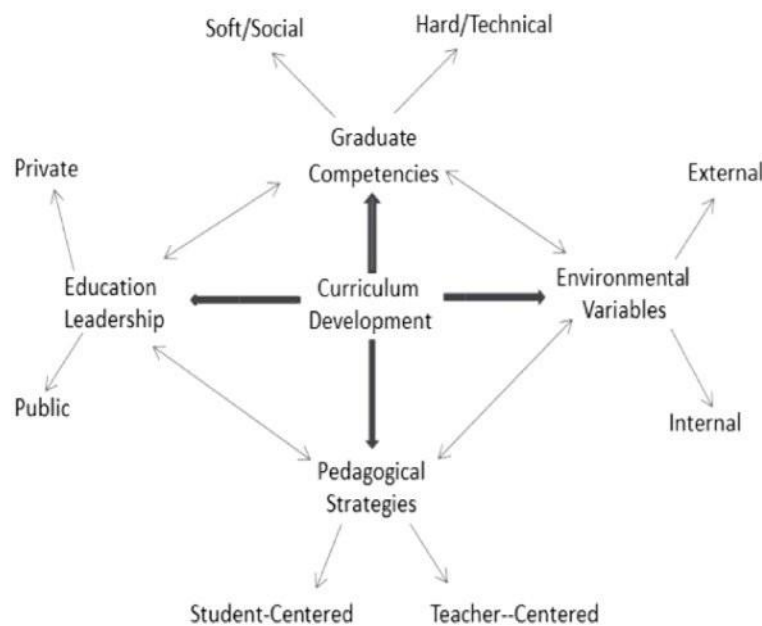 Soft/Social
Hard/Technical
Graduate
Competencies
Private
External
Education
Leadership
Curriculum
Development
Environmental
Variables
Public
Internal
Pedagogical
Strategies
Student-Centered
Teacher--Centered